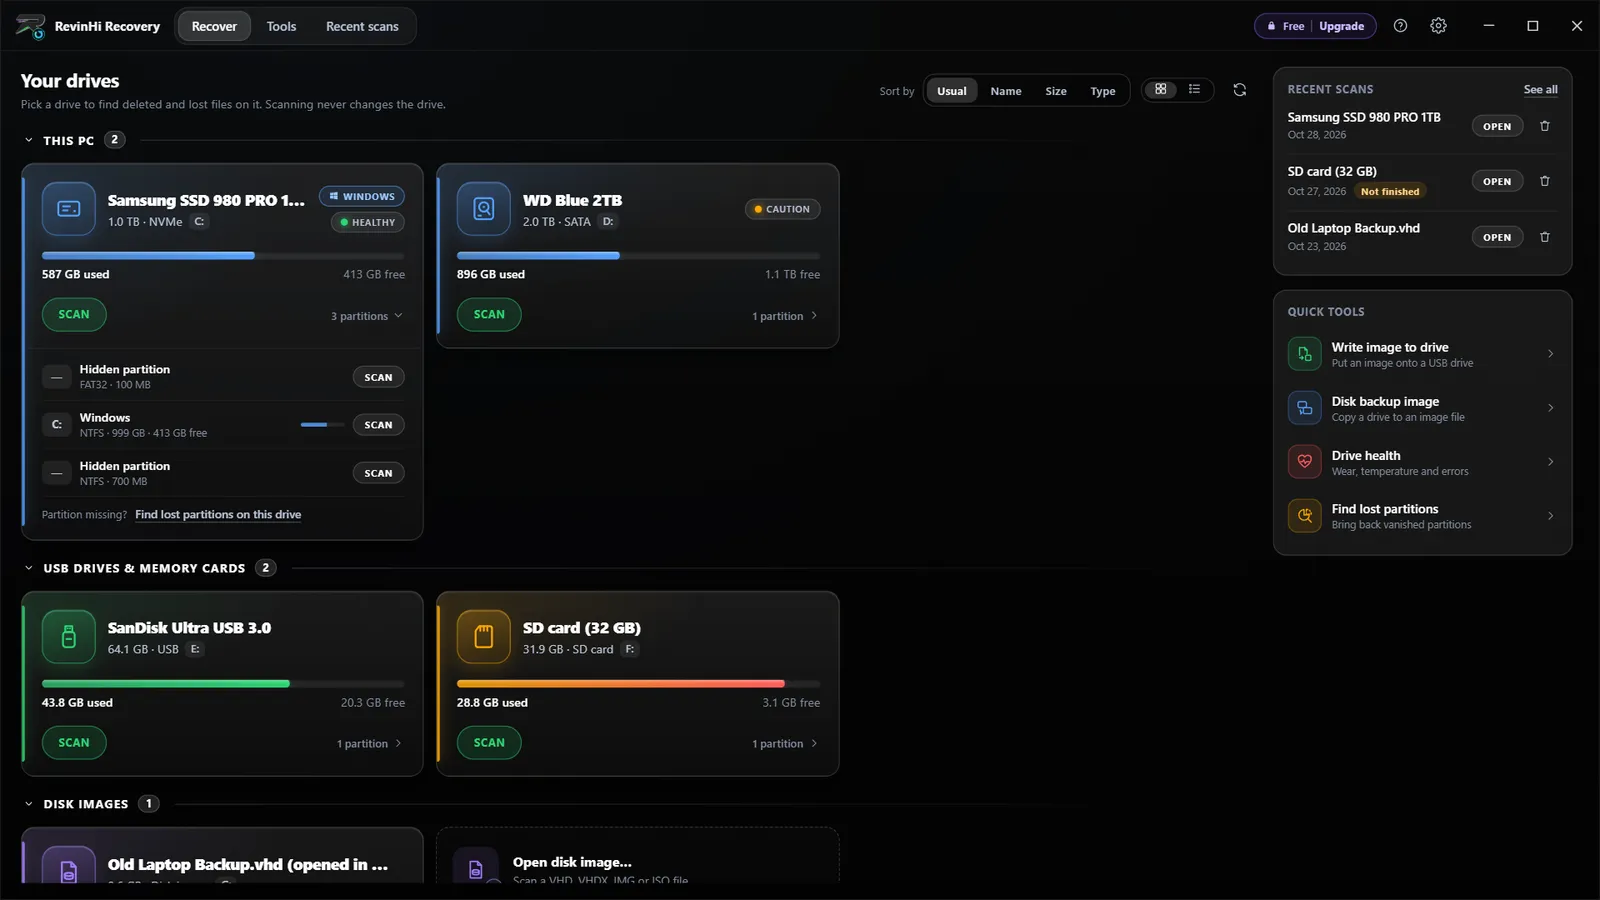 RevinHi Recovery
Recover
Tools
Recent scans
Free
Upgrade
Your drives
Pick a drive to find deleted and lost files on it. Scanning never changes the drive.
Sort by
Usual
Name
Size
Type
THIS PC 2
Samsung SSD 980 PRO 1...
WINDOWS
1.0 TB · NVMe C:
HEALTHY
587 GB used
413 GB free
SCAN
3 partitions
Hidden partition
FAT32 · 100 MB
SCAN
C:
Windows
NTFS · 999 GB · 413 GB free
SCAN
Hidden partition
NTFS · 700 MB
SCAN
Partition missing? Find lost partitions on this drive
WD Blue 2TB
2.0 TB · SATA D:
CAUTION
896 GB used
1.1 TB free
SCAN
1 partition
USB DRIVES & MEMORY CARDS 2
SanDisk Ultra USB 3.0
64.1 GB · USB E:
43.8 GB used
20.3 GB free
SCAN
1 partition
SD card (32 GB)
31.9 GB · SD card F:
28.8 GB used
3.1 GB free
SCAN
1 partition
DISK IMAGES 1
Old Laptop Backup.vhd (opened in ...
Open disk image...
Scan a VHD, VHDX, IMG or ISO file
RECENT SCANS
See all
Samsung SSD 980 PRO 1TB
Oct 28, 2026
OPEN
SD card (32 GB)
Oct 27, 2026 Not finished
OPEN
Old Laptop Backup.vhd
Oct 23, 2026
OPEN
QUICK TOOLS
Write image to drive
Put an image onto a USB drive
Disk backup image
Copy a drive to an image file
Drive health
Wear, temperature and errors
Find lost partitions
Bring back vanished partitions